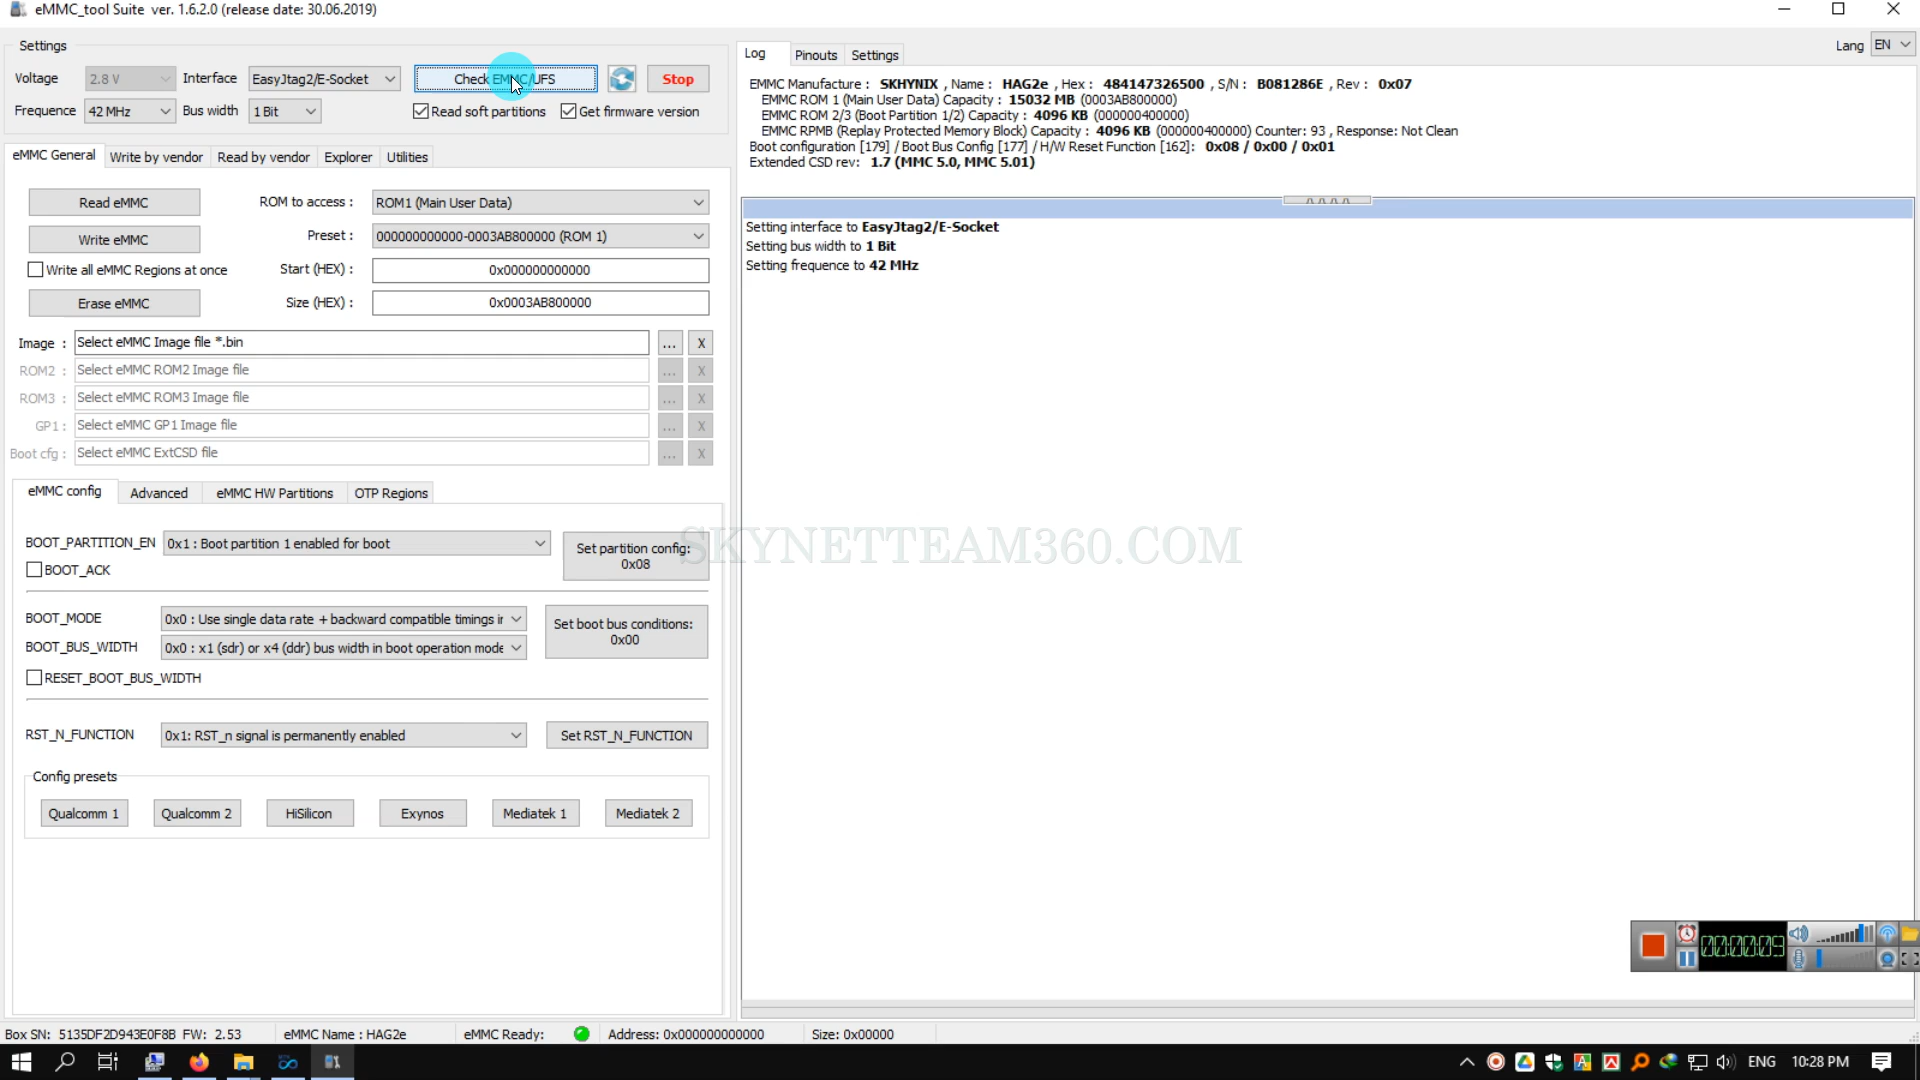 eMMC_tool Suite ver. 1.6.2.0 (release date: 30.06.2019)
Settings
Voltage 2.8 V Interface EasyJtag2/E-Socket Check EMMC/UFS Stop
Frequence 42 MHz Bus width 1 Bit Read soft partitions Get firmware version
eMMC General Write by vendor Read by vendor Explorer Utilities
Read eMMC ROM to access : ROM1 (Main User Data)
Write eMMC Preset : 000000000000-0003AB800000 (ROM 1)
Write all eMMC Regions at once Start (HEX) : 0x000000000000
Erase eMMC Size (HEX) : 0x0003AB800000
Image : Select eMMC Image file *.bin ... X
ROM2 : Select eMMC ROM2 Image file ... X
ROM3 : Select eMMC ROM3 Image file ... X
GP1 : Select eMMC GP1 Image file ... X
Boot cfg : Select eMMC ExtCSD file ... X
eMMC config Advanced eMMC HW Partitions OTP Regions
BOOT_PARTITION_EN 0x1 : Boot partition 1 enabled for boot Set partition config: 0x08
BOOT_ACK
BOOT_MODE 0x0 : Use single data rate + backward compatible timings ir Set boot bus conditions: 0x00
BOOT_BUS_WIDTH 0x0 : x1 (sdr) or x4 (ddr) bus width in boot operation mode
RESET_BOOT_BUS_WIDTH
RST_N_FUNCTION 0x1: RST_n signal is permanently enabled Set RST_N_FUNCTION
Config presets
Qualcomm 1 Qualcomm 2 HiSilicon Exynos Mediatek 1 Mediatek 2
Log Pinouts Settings Lang EN
EMMC Manufacture : SKHYNIX , Name : HAG2e , Hex : 484147326500 , S/N : B081286E , Rev : 0x07
EMMC ROM 1 (Main User Data) Capacity : 15032 MB (0003AB800000)
EMMC ROM 2/3 (Boot Partition 1/2) Capacity : 4096 KB (000000400000)
EMMC RPMB (Replay Protected Memory Block) Capacity : 4096 KB (000000400000) Counter: 93 , Response: Not Clean
Boot configuration [179] / Boot Bus Config [177] / H/W Reset Function [162]: 0x08 / 0x00 / 0x01
Extended CSD rev: 1.7 (MMC 5.0, MMC 5.01)
Setting interface to EasyJtag2/E-Socket
Setting bus width to 1 Bit
Setting frequence to 42 MHz
SKYNETTEAM360.COM
00:00:09
Box SN: 5135DF2D943E0F8B FW: 2.53 eMMC Name : HAG2e eMMC Ready: Address: 0x000000000000 Size: 0x00000
ENG 10:28 PM